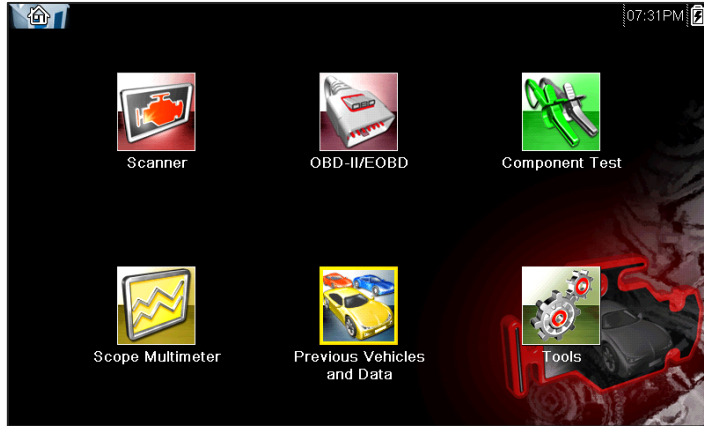 07:31PM
Scanner
OBD-II/EOBD
Component Test
Scope Multimeter
Previous Vehicles
and Data
Tools